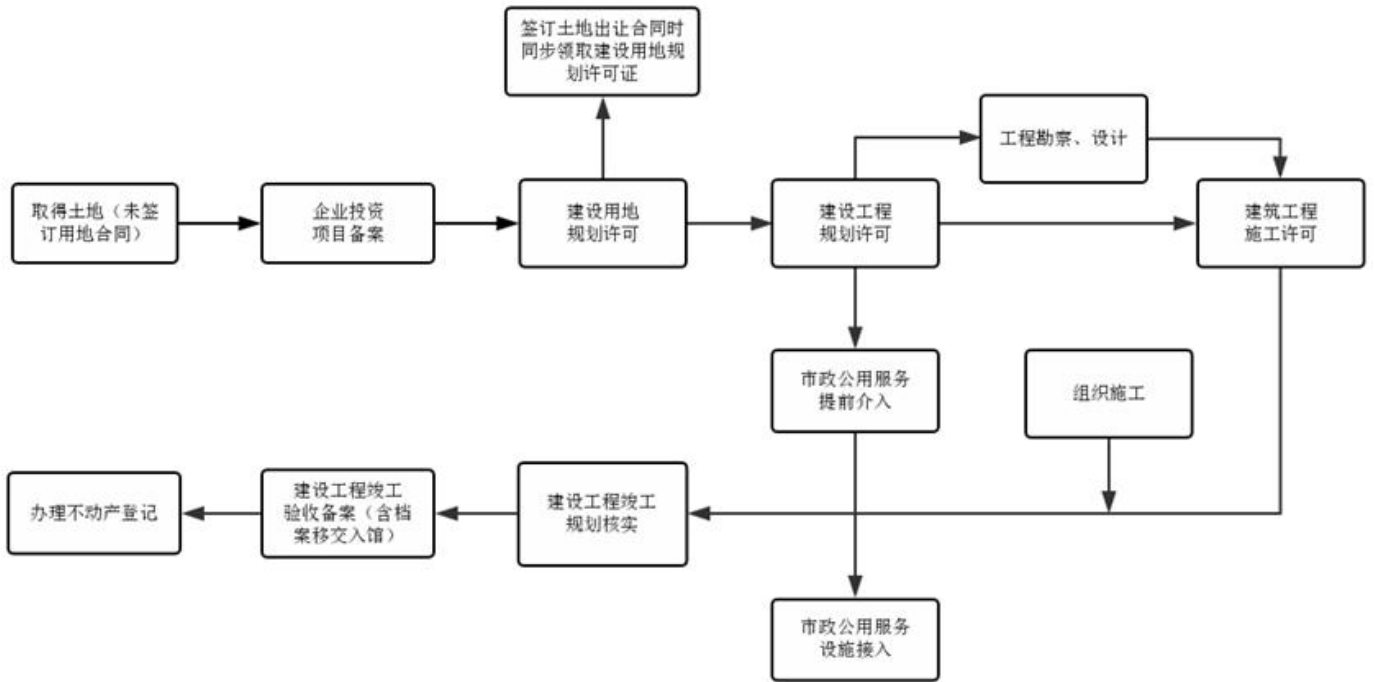 签订土地出让合同时
同步领取建设用地规
划许可证
工程勘察、设计
取得土地（未签
订用地合同）
企业投资
项目备案
建设用地
规划许可
建设工程
规划许可
建筑工程
施工许可
市政公用服务
提前介入
组织施工
办理不动产登记
建设工程竣工
验收备案（含档
案移交入馆）
建设工程竣工
规划核实
市政公用服务
设施接入